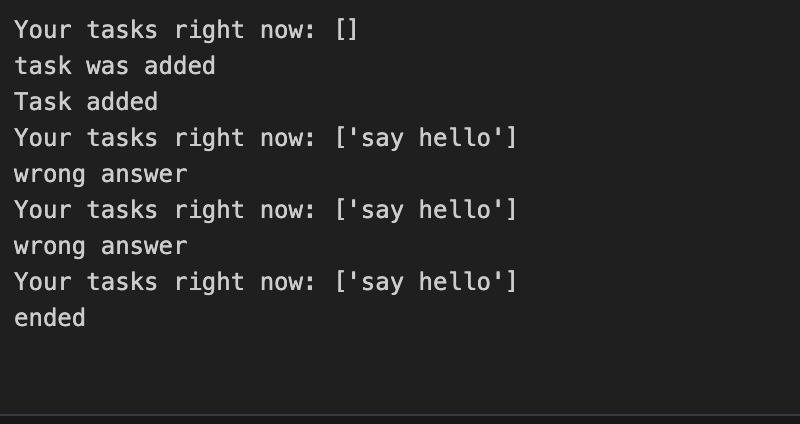 Your tasks right now: []
task was added
Task added
Your tasks right now: ['say hello']
wrong answer
Your tasks right now: ['say hello']
wrong answer
Your tasks right now: ['say hello']
ended